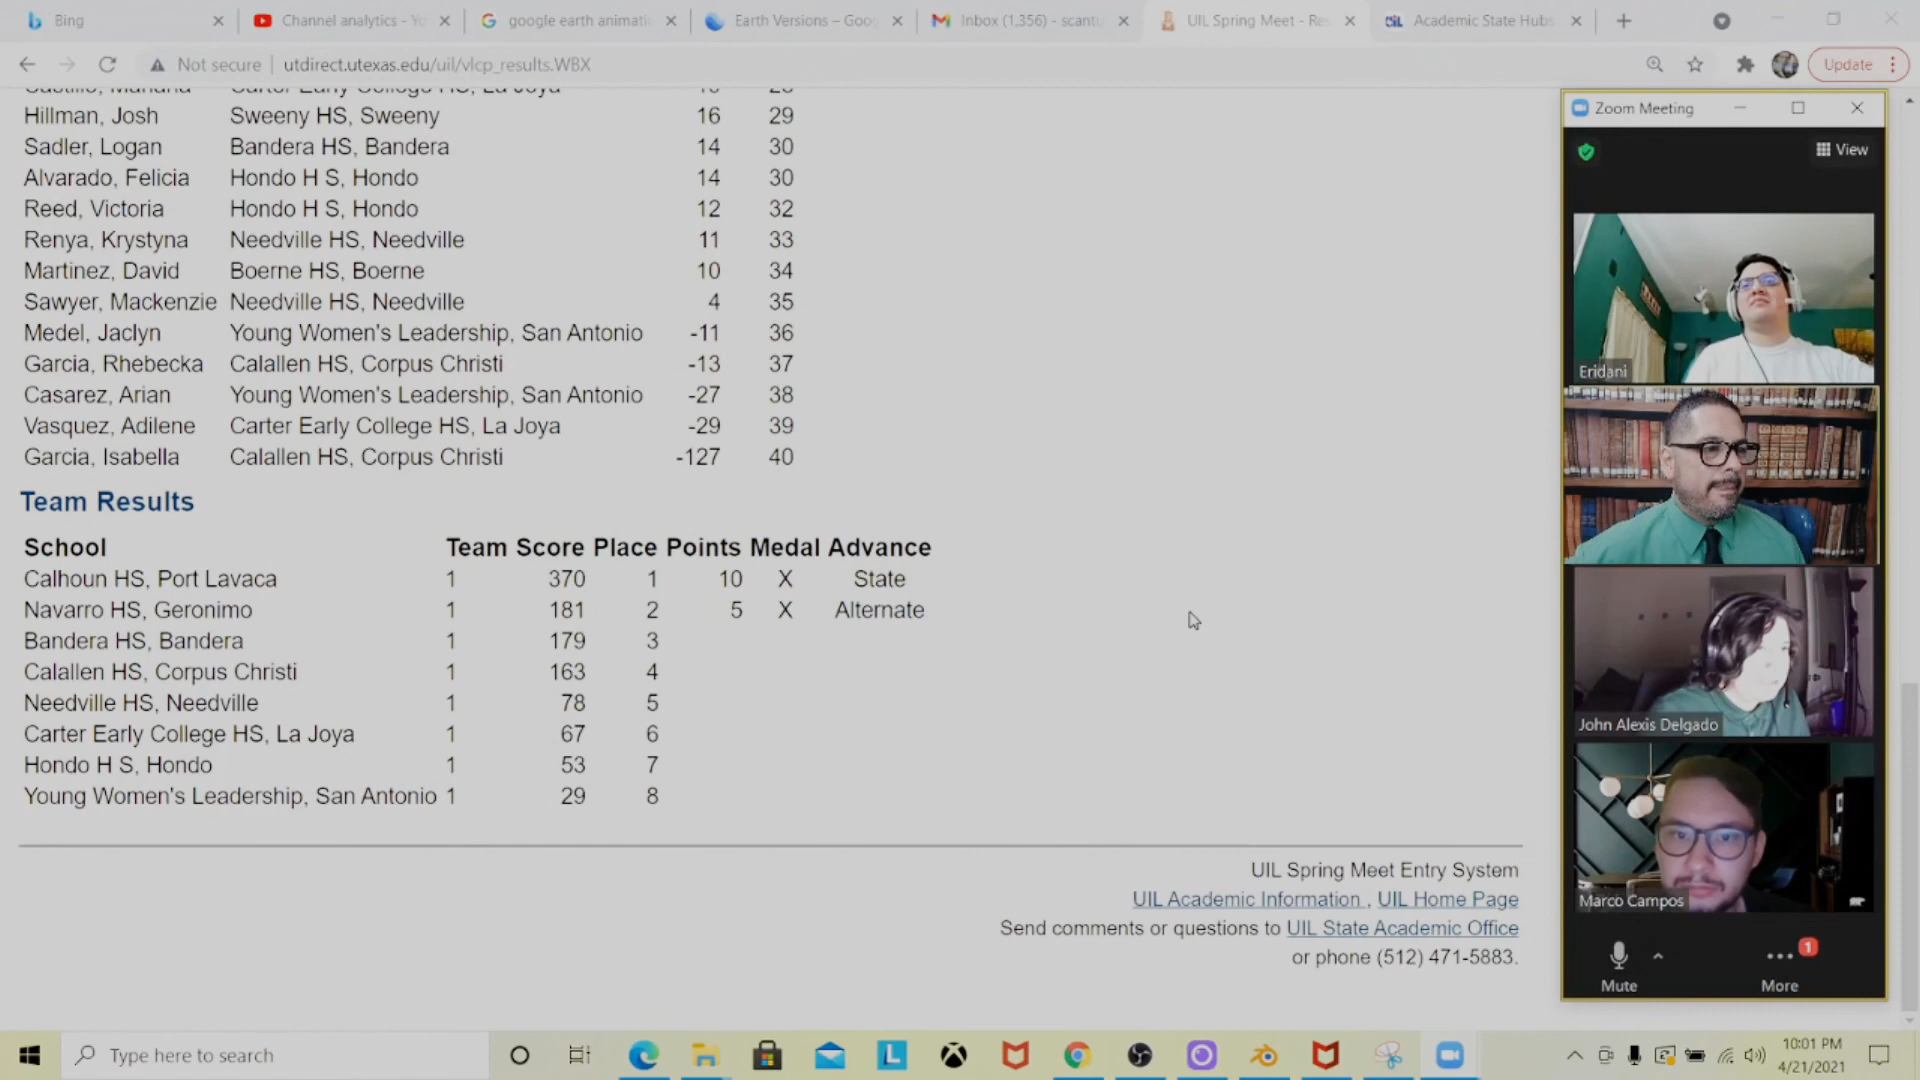 Bing
Channel analytics - Yo
google earth animati
Earth Versions – Goog
Inbox (1,356) - scantu
UIL Spring Meet - Res
Academic State Hubs
Not secure
utdirect.utexas.edu/uil/vlcp_results.WBX
Update
Carter Early College HS, La Joya
Hillman, Josh Sweeny HS, Sweeny 16 29
Sadler, Logan Bandera HS, Bandera 14 30
Alvarado, Felicia Hondo H S, Hondo 14 30
Reed, Victoria Hondo H S, Hondo 12 32
Renya, Krystyna Needville HS, Needville 11 33
Martinez, David Boerne HS, Boerne 10 34
Sawyer, Mackenzie Needville HS, Needville 4 35
Medel, Jaclyn Young Women's Leadership, San Antonio -11 36
Garcia, Rhebecka Calallen HS, Corpus Christi -13 37
Casarez, Arian Young Women's Leadership, San Antonio -27 38
Vasquez, Adilene Carter Early College HS, La Joya -29 39
Garcia, Isabella Calallen HS, Corpus Christi -127 40
Team Results
School Team Score Place Points Medal Advance
Calhoun HS, Port Lavaca 1 370 1 10 X State
Navarro HS, Geronimo 1 181 2 5 X Alternate
Bandera HS, Bandera 1 179 3
Calallen HS, Corpus Christi 1 163 4
Needville HS, Needville 1 78 5
Carter Early College HS, La Joya 1 67 6
Hondo H S, Hondo 1 53 7
Young Women's Leadership, San Antonio 1 29 8
UIL Spring Meet Entry System
UIL Academic Information , UIL Home Page
Send comments or questions to UIL State Academic Office
or phone (512) 471-5883.
Zoom Meeting
View
Eridani
John Alexis Delgado
Marco Campos
1
Mute
More
Type here to search
10:01 PM
4/21/2021